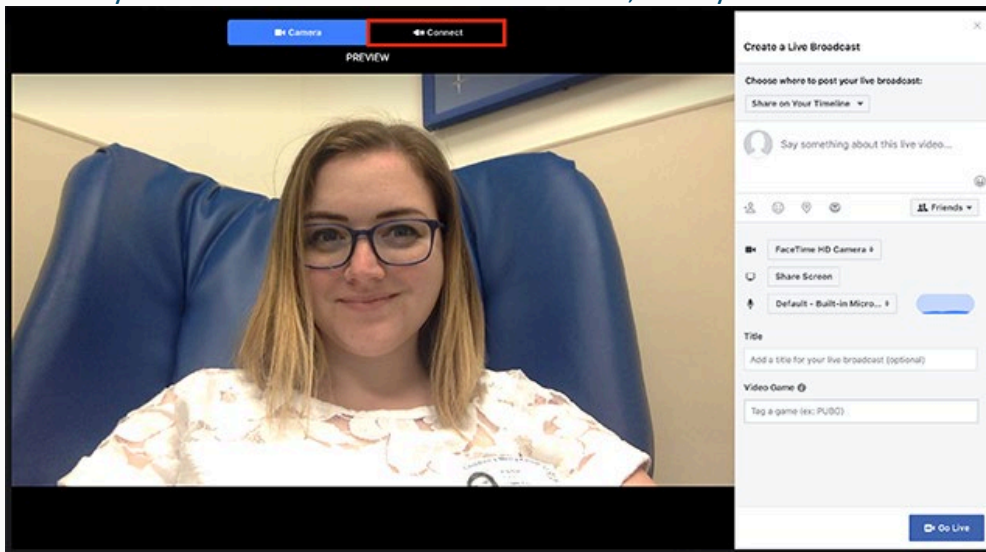 Camera
Connect
PREVIEW
Create a Live Broadcast
Choose where to post your live broadcast:
Share on Your Timeline
Say something about this live video...
Friends
FaceTime HD Camera
Share Screen
Default - Built-in Micro...
Title
Add a title for your live broadcast (optional)
Video Game
Tag a game (ex: PUBG)
Go Live